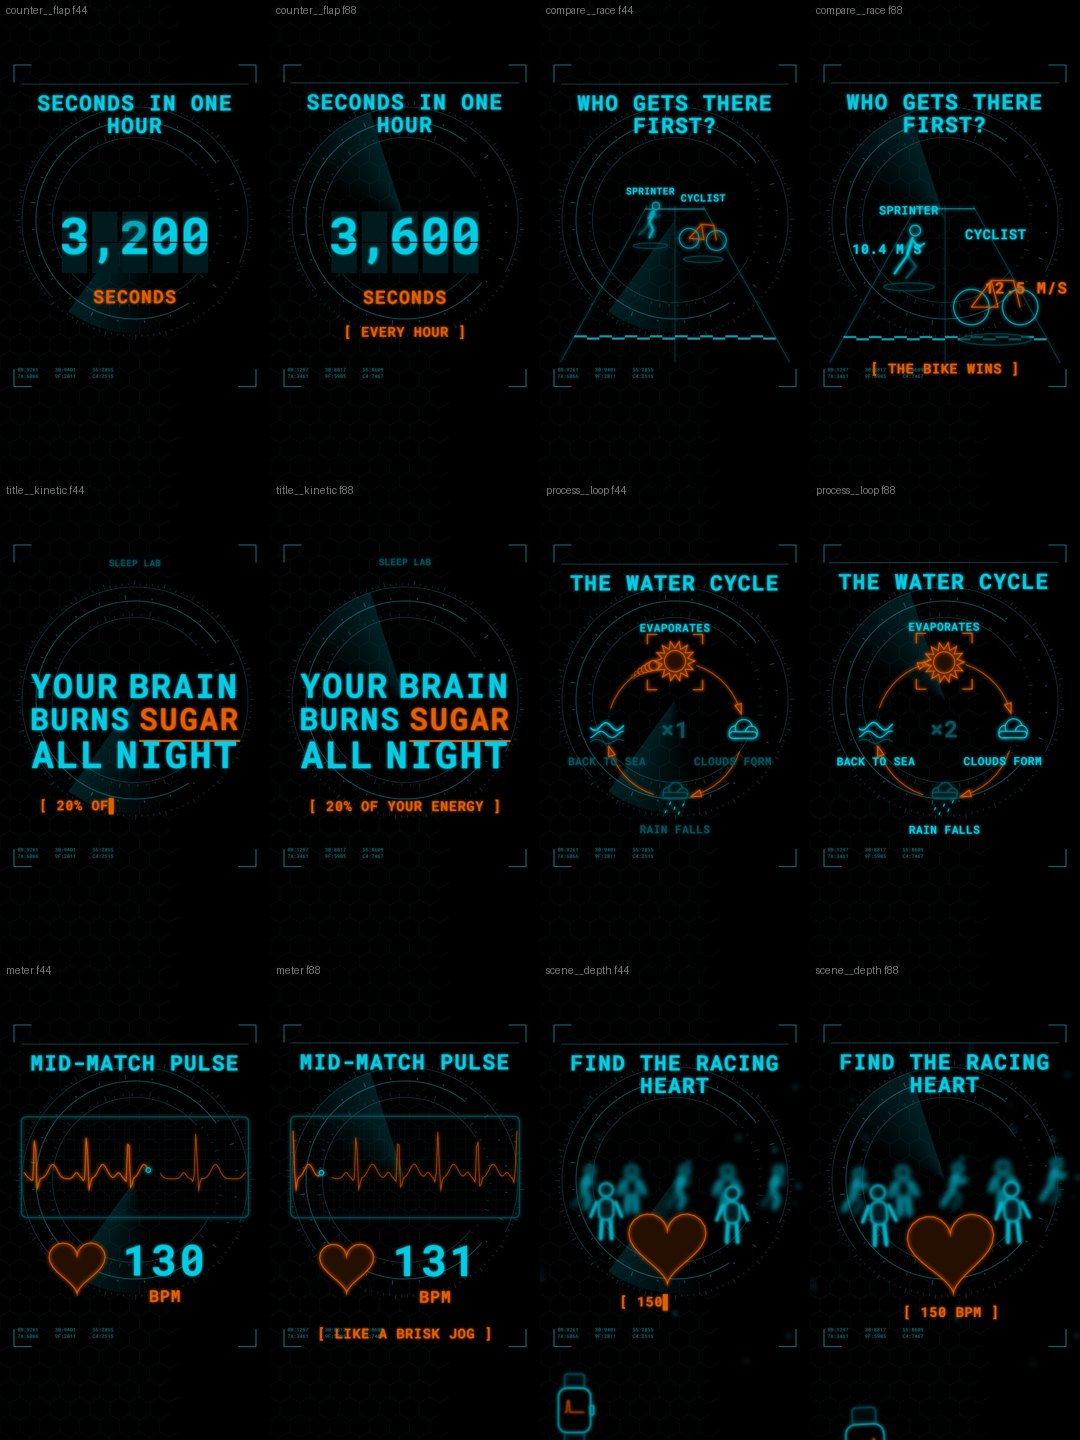 counter__flap f44
SECONDS IN ONE
HOUR
3,200
SECONDS
counter__flap f88
SECONDS IN ONE
HOUR
3,600
SECONDS
[ EVERY HOUR ]
compare__race f44
WHO GETS THERE
FIRST?
SPRINTER
CYCLIST
compare__race f88
WHO GETS THERE
FIRST?
SPRINTER
CYCLIST
10.4 M/S
12.5 M/S
[ THE BIKE WINS ]
title__kinetic f44
SLEEP LAB
YOUR BRAIN
BURNS SUGAR
ALL NIGHT
[ 20% OF
title__kinetic f88
SLEEP LAB
YOUR BRAIN
BURNS SUGAR
ALL NIGHT
[ 20% OF YOUR ENERGY ]
process__loop f44
THE WATER CYCLE
EVAPORATES
×1
BACK TO SEA
CLOUDS FORM
RAIN FALLS
process__loop f88
THE WATER CYCLE
EVAPORATES
×2
BACK TO SEA
CLOUDS FORM
RAIN FALLS
meter f44
MID-MATCH PULSE
130
BPM
meter f88
MID-MATCH PULSE
131
BPM
[ LIKE A BRISK JOG ]
scene__depth f44
FIND THE RACING
HEART
[ 150
scene__depth f88
FIND THE RACING
HEART
[ 150 BPM ]